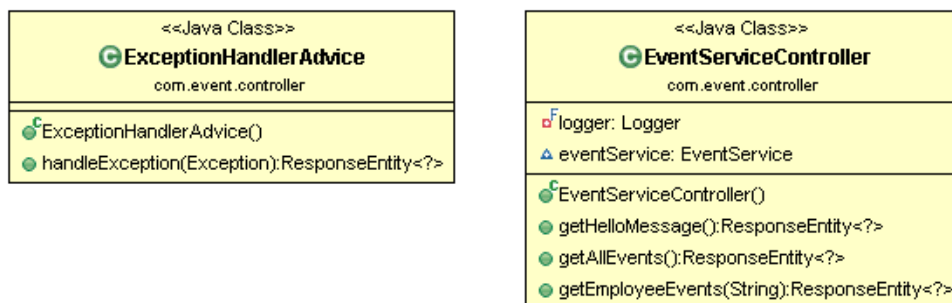 <<Java Class>>
ExceptionHandlerAdvice
com.event.controller
ExceptionHandlerAdvice()
handleException(Exception):ResponseEntity<?>
<<Java Class>>
EventServiceController
com.event.controller
logger: Logger
eventService: EventService
EventServiceController()
getHelloMessage():ResponseEntity<?>
getAllEvents():ResponseEntity<?>
getEmployeeEvents(String):ResponseEntity<?>